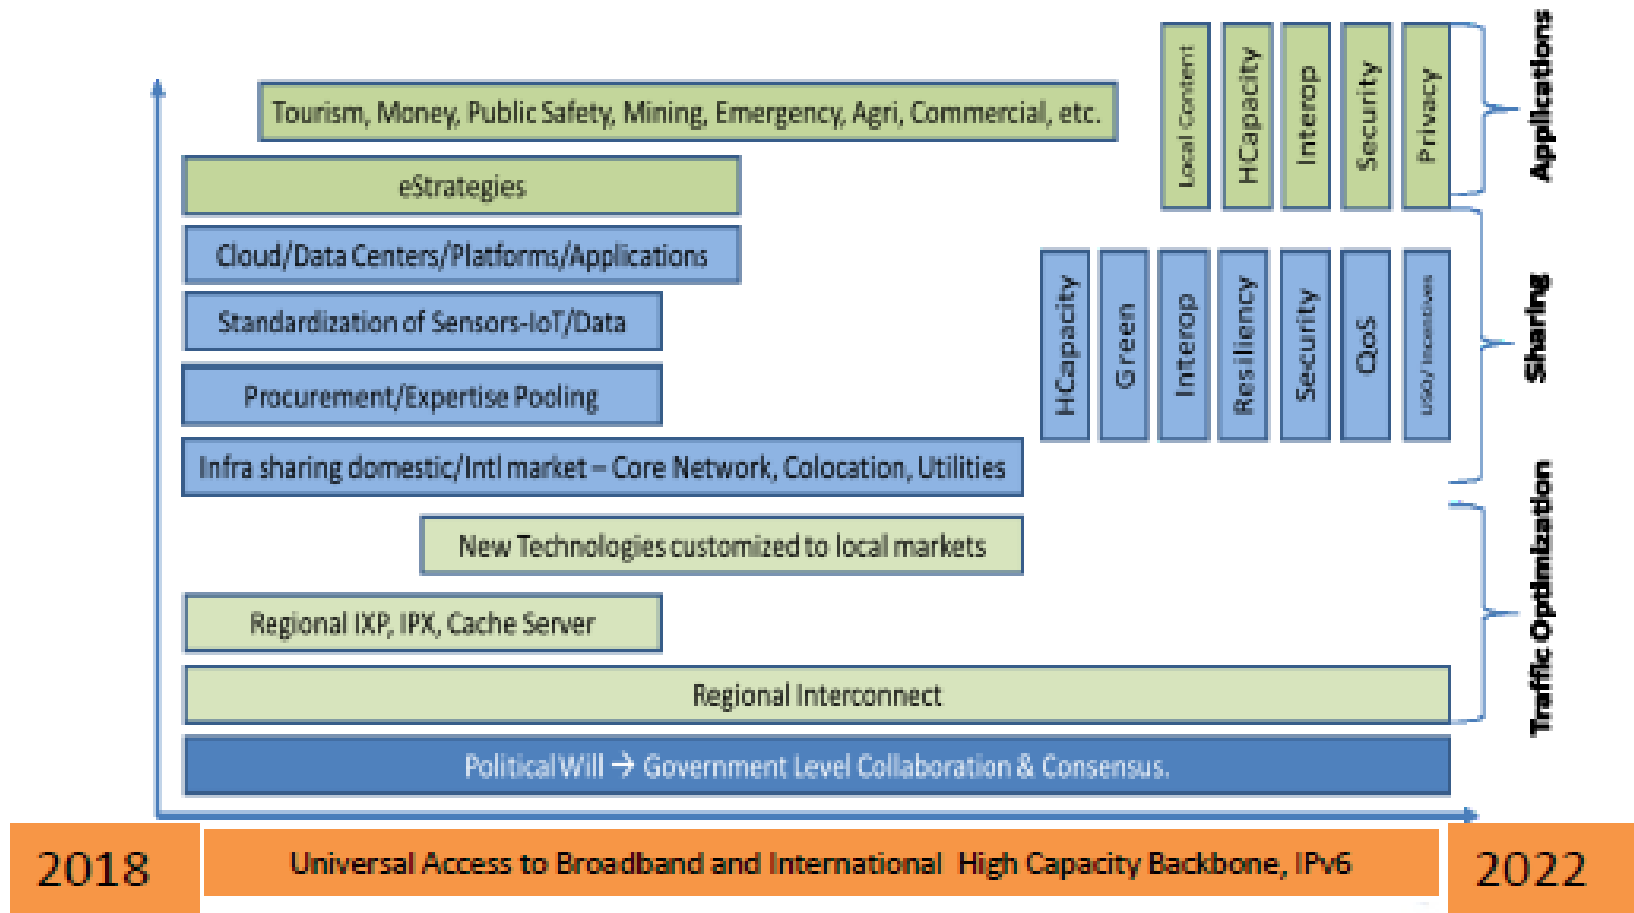 Tourism, Money, Public Safety, Mining, Emergency, Agri, Commercial, etc.
eStrategies
Cloud/Data Centers/Platforms/Applications
Standardization of Sensors-IoT/Data
Procurement/Expertise Pooling
Infra sharing domestic/Intl market – Core Network, Colocation, Utilities
New Technologies customized to local markets
Regional IXP, IPX, Cache Server
Regional Interconnect
Political Will → Government Level Collaboration & Consensus.
Local Content
HCapacity
Interop
Security
Privacy
Applications
HCapacity
Green
Interop
Resiliency
Security
QoS
USO/Incentives
Sharing
Traffic Optimization
2018
Universal Access to Broadband and International High Capacity Backbone, IPv6
2022